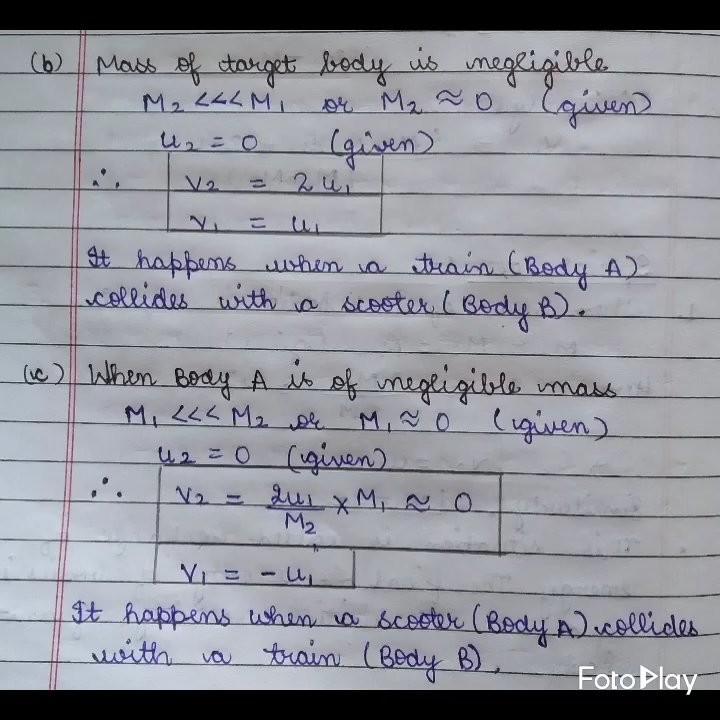 (b) Mass of target body is negligible
M₂ <<< M₁ or M₂ ≈ 0 (given)
u₂ = 0 (given)
∴ V₂ = 2u₁
V₁ = u₁
It happens when a train (Body A)
collides with a scooter (Body B).
(c) When Body A is of negligible mass
M₁ <<< M₂ or M₁ ≈ 0 (given)
u₂ = 0 (given)
∴ V₂ = 2u₁/M₂ × M₁ ≈ 0
V₁ = - u₁
It happens when a scooter (Body A) collides
with a train (Body B).
FotoPlay